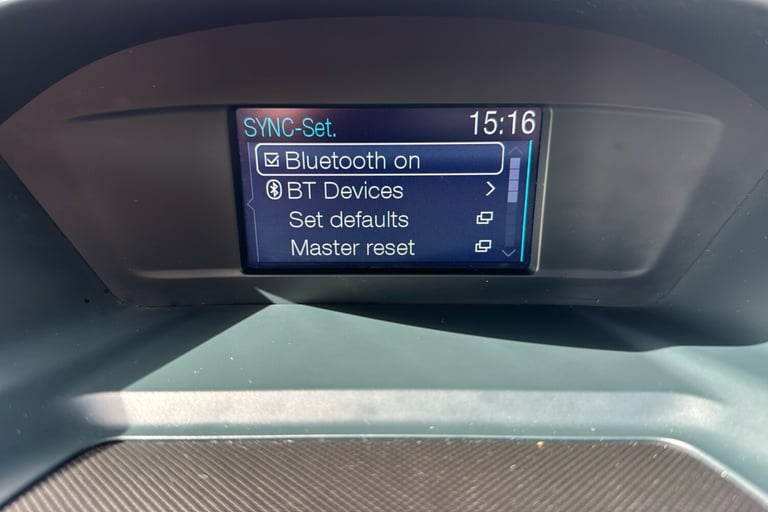 SYNC-Set. 15:16
Bluetooth on
BT Devices
Set defaults
Master reset